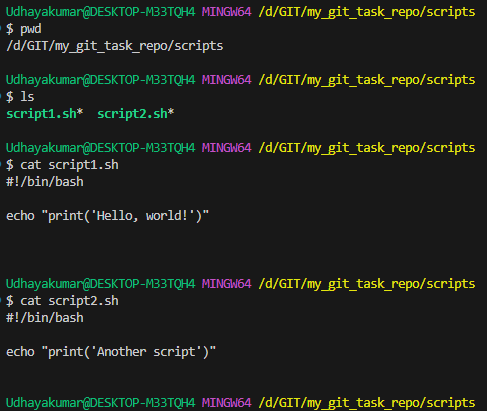 Udhayakumar@DESKTOP-M33TQH4 MINGW64 /d/GIT/my_git_task_repo/scripts
$ pwd
/d/GIT/my_git_task_repo/scripts
Udhayakumar@DESKTOP-M33TQH4 MINGW64 /d/GIT/my_git_task_repo/scripts
$ ls
script1.sh*  script2.sh*
Udhayakumar@DESKTOP-M33TQH4 MINGW64 /d/GIT/my_git_task_repo/scripts
$ cat script1.sh
#!/bin/bash
echo "print('Hello, world!')"
Udhayakumar@DESKTOP-M33TQH4 MINGW64 /d/GIT/my_git_task_repo/scripts
$ cat script2.sh
#!/bin/bash
echo "print('Another script')"
Udhayakumar@DESKTOP-M33TQH4 MINGW64 /d/GIT/my_git_task_repo/scripts